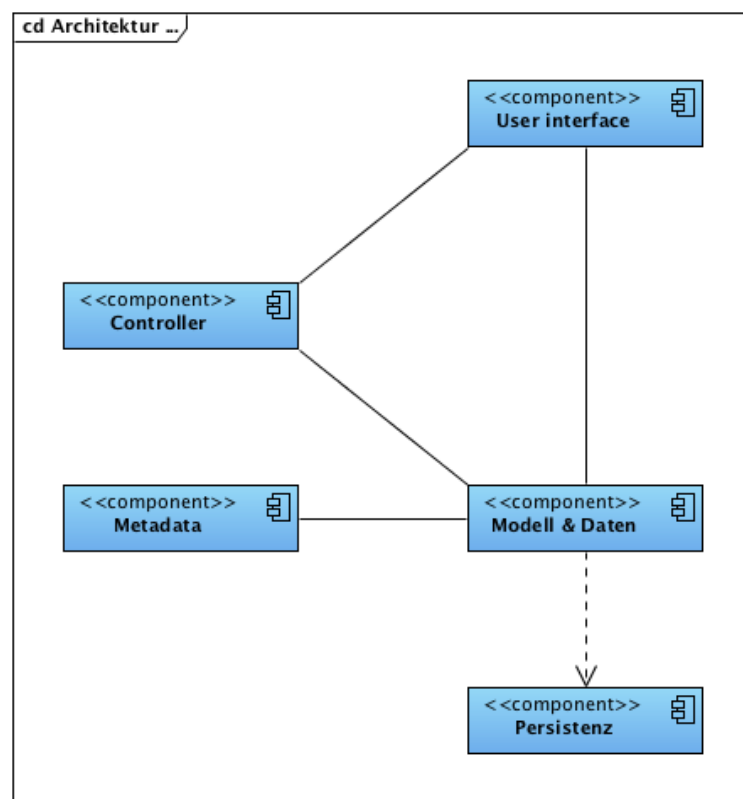 cd Architektur ...
<<component>>
User interface
<<component>>
Controller
<<component>>
Metadata
<<component>>
Modell & Daten
<<component>>
Persistenz